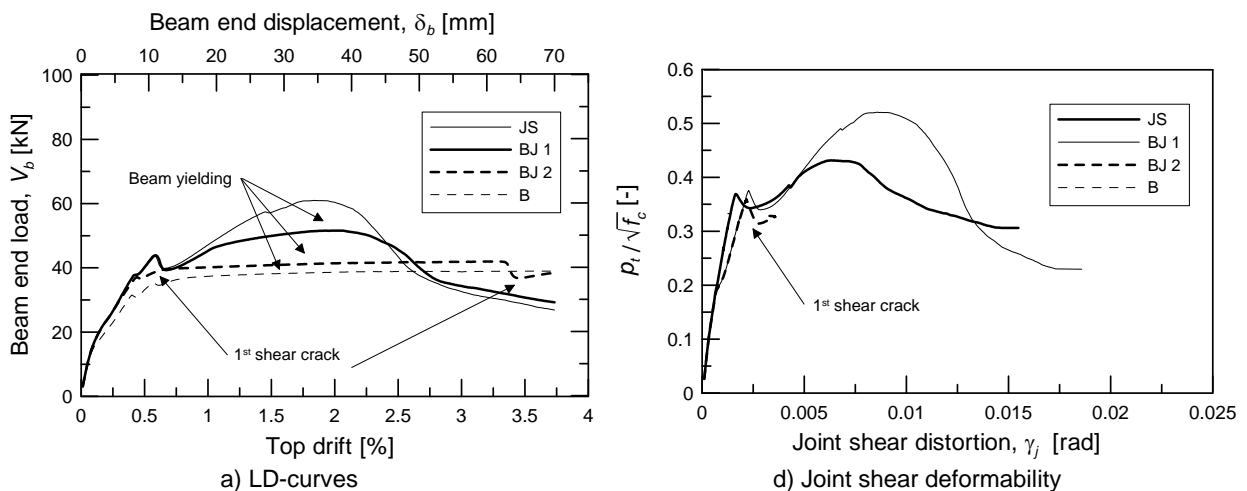 Beam end displacement, δb [mm]
0 10 20 30 40 50 60 70
Beam end load, Vb [kN]
100
80
60
40
20
0
JS
BJ 1
BJ 2
B
Beam yielding
1st shear crack
0 0.5 1 1.5 2 2.5 3 3.5 4
Top drift [%]
a) LD-curves
pt / √fc [-]
0.6
0.5
0.4
0.3
0.2
0.1
0
JS
BJ 1
BJ 2
B
1st shear crack
0 0.005 0.01 0.015 0.02 0.025
Joint shear distortion, γj [rad]
d) Joint shear deformability